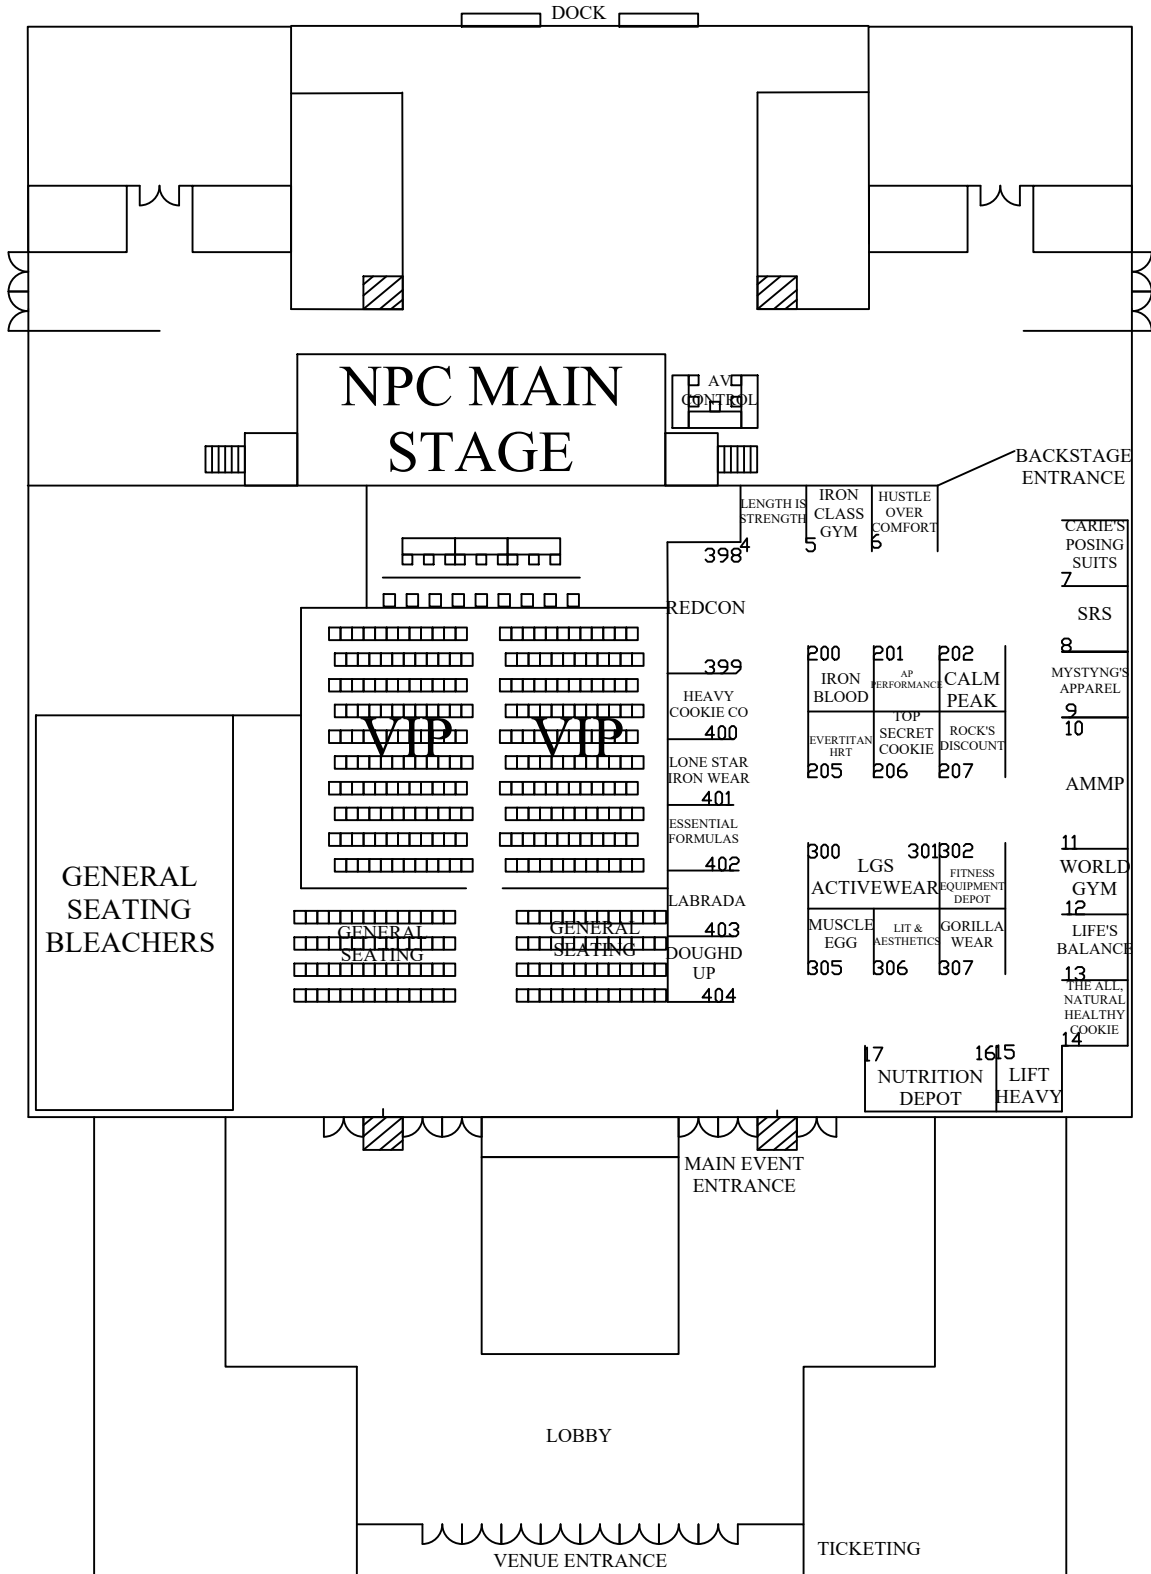 DOCK
NPC MAIN
STAGE
AV
CONTROL
BACKSTAGE
ENTRANCE
LENGTH IS
STRENGTH
4
IRON
CLASS
GYM
5
HUSTLE
OVER
COMFORT
6
CARIE'S
POSING
SUITS
7
SRS
8
MYSTYNG'S
APPAREL
9
10
AMMP
11
WORLD
GYM
12
LIFE'S
BALANCE
13
THE ALL,
NATURAL
HEALTHY
COOKIE
14
398
REDCON
399
HEAVY
COOKIE CO
400
LONE STAR
IRON WEAR
401
ESSENTIAL
FORMULAS
402
LABRADA
403
DOUGHD
UP
404
200
IRON
BLOOD
201
AP
PERFORMANCE
202
CALM
PEAK
EVERTITAN
HRT
205
TOP
SECRET
COOKIE
206
ROCK'S
DISCOUNT
207
300
LGS
ACTIVEWEAR
301
302
FITNESS
EQUIPMENT
DEPOT
MUSCLE
EGG
305
LIT &
AESTHETICS
306
GORILLA
WEAR
307
17
16
NUTRITION
DEPOT
15
LIFT
HEAVY
VIP
VIP
GENERAL
SEATING
BLEACHERS
GENERAL
SEATING
GENERAL
SEATING
MAIN EVENT
ENTRANCE
LOBBY
VENUE ENTRANCE
TICKETING